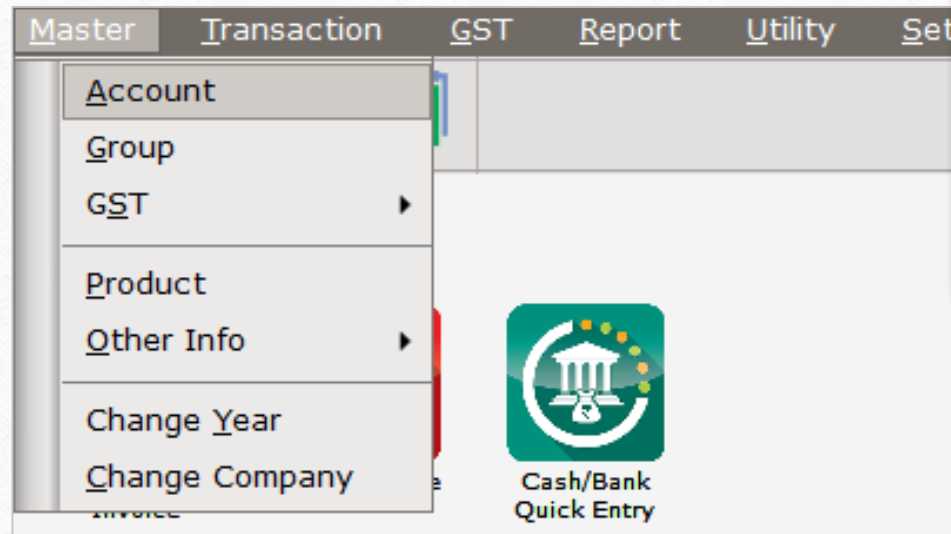 Master Transaction GST Report Utility Set
Account
Group
GST
Product
Other Info
Change Year
Change Company
Cash/Bank
Quick Entry